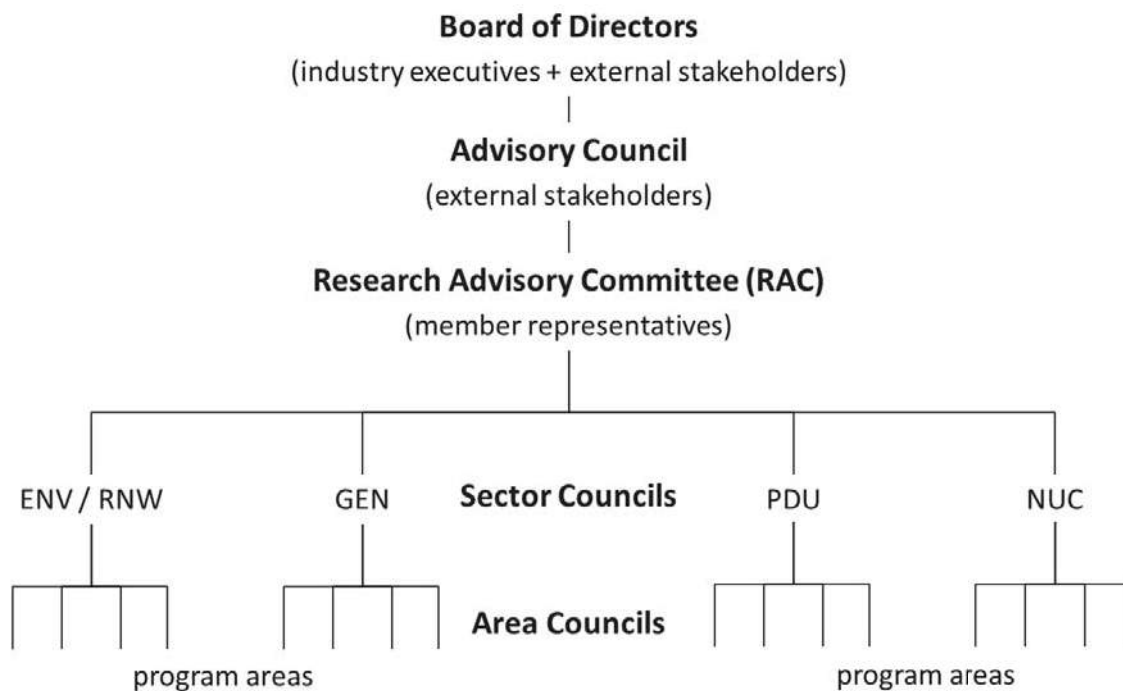 Board of Directors
(industry executives + external stakeholders)
Advisory Council
(external stakeholders)
Research Advisory Committee (RAC)
(member representatives)
ENV / RNW GEN Sector Councils PDU NUC
Area Councils
program areas program areas